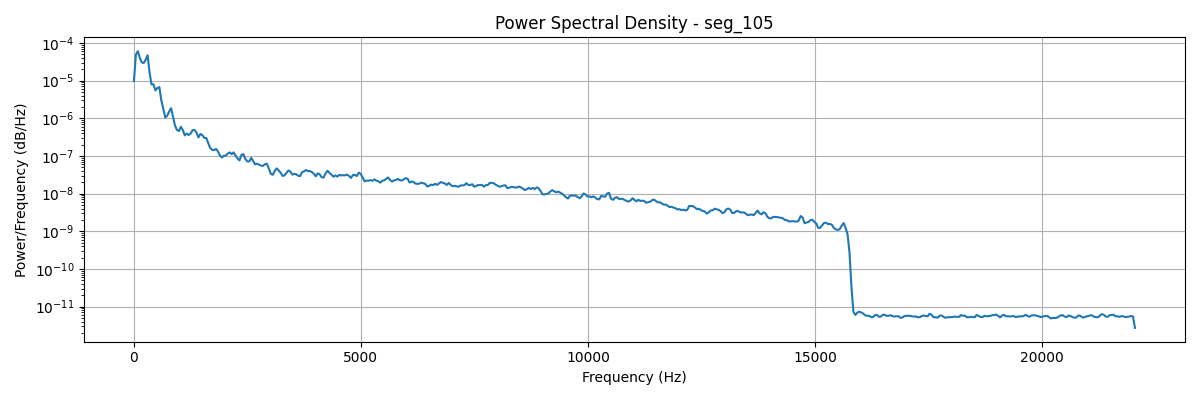 Power Spectral Density - seg_105
Power/Frequency (dB/Hz)
10⁻⁴
10⁻⁵
10⁻⁶
10⁻⁷
10⁻⁸
10⁻⁹
10⁻¹⁰
10⁻¹¹
0 5000 10000 15000 20000
Frequency (Hz)